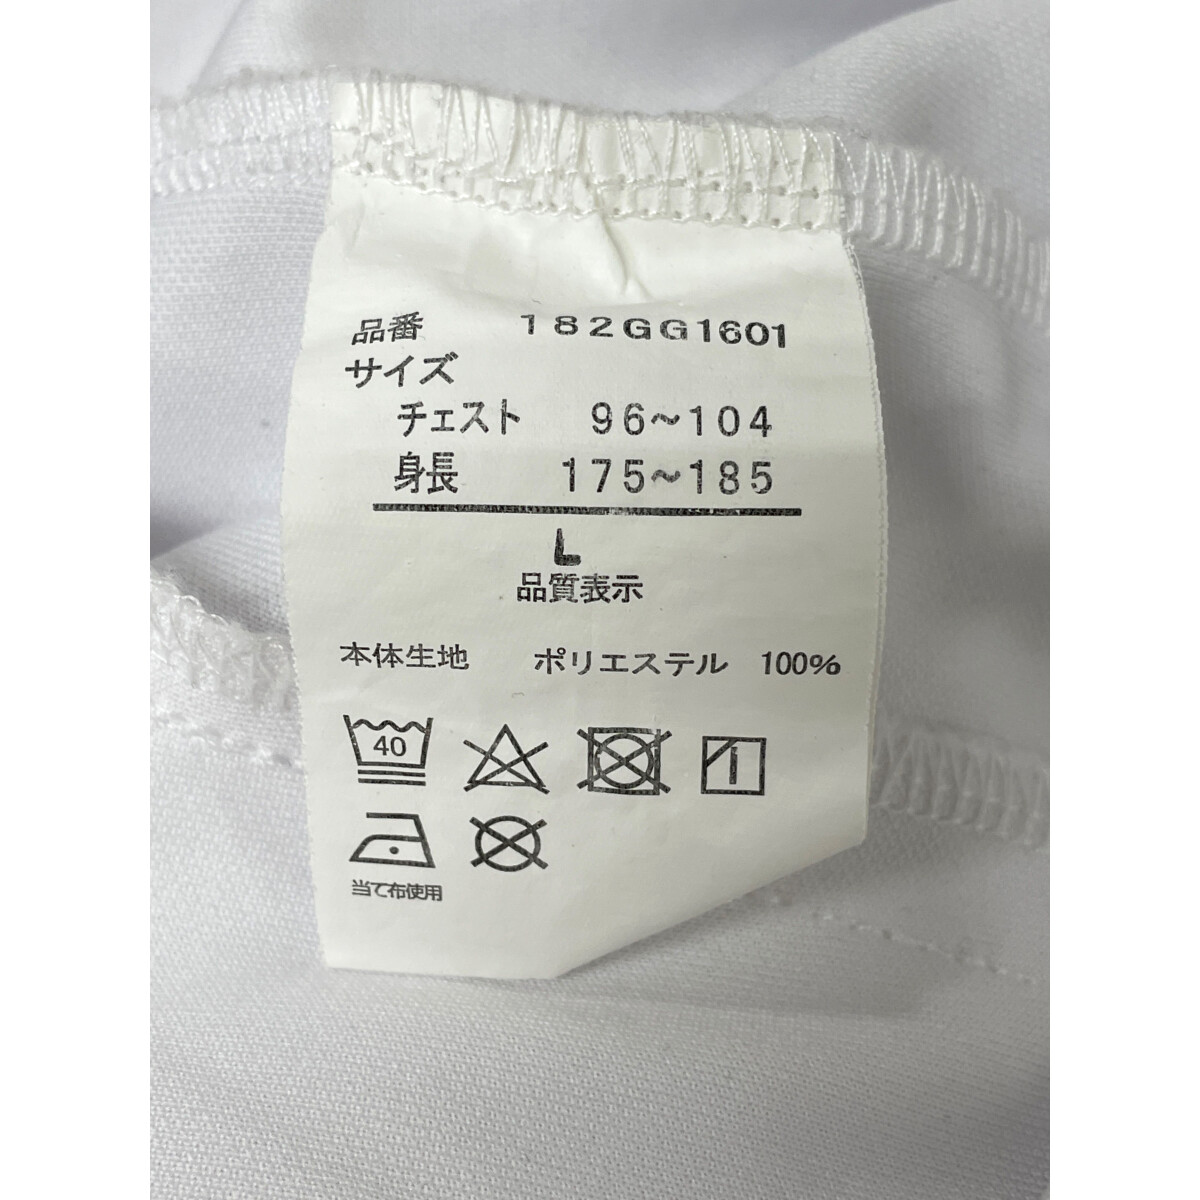 品番 182GG1601
サイズ
チェスト 96~104
身長 175~185
L
品質表示
本体生地 ポリエステル 100%
40
当て布使用